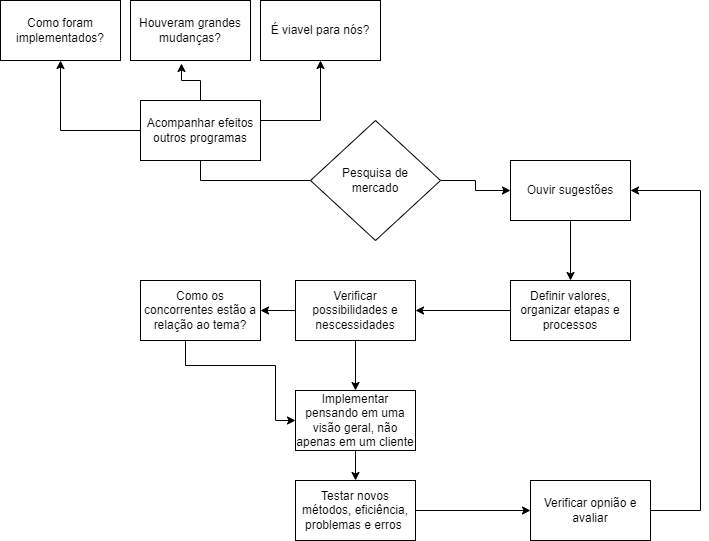 Como foram
implementados?
Houveram grandes
mudanças?
É viavel para nós?
Acompanhar efeitos
outros programas
Pesquisa de
mercado
Ouvir sugestões
Como os
concorrentes estão a
relação ao tema?
Verificar
possibilidades e
nescessidades
Definir valores,
organizar etapas e
processos
Implementar
pensando em uma
visão geral, não
apenas em um cliente
Testar novos
métodos, eficiência,
problemas e erros
Verificar opnião e
avaliar